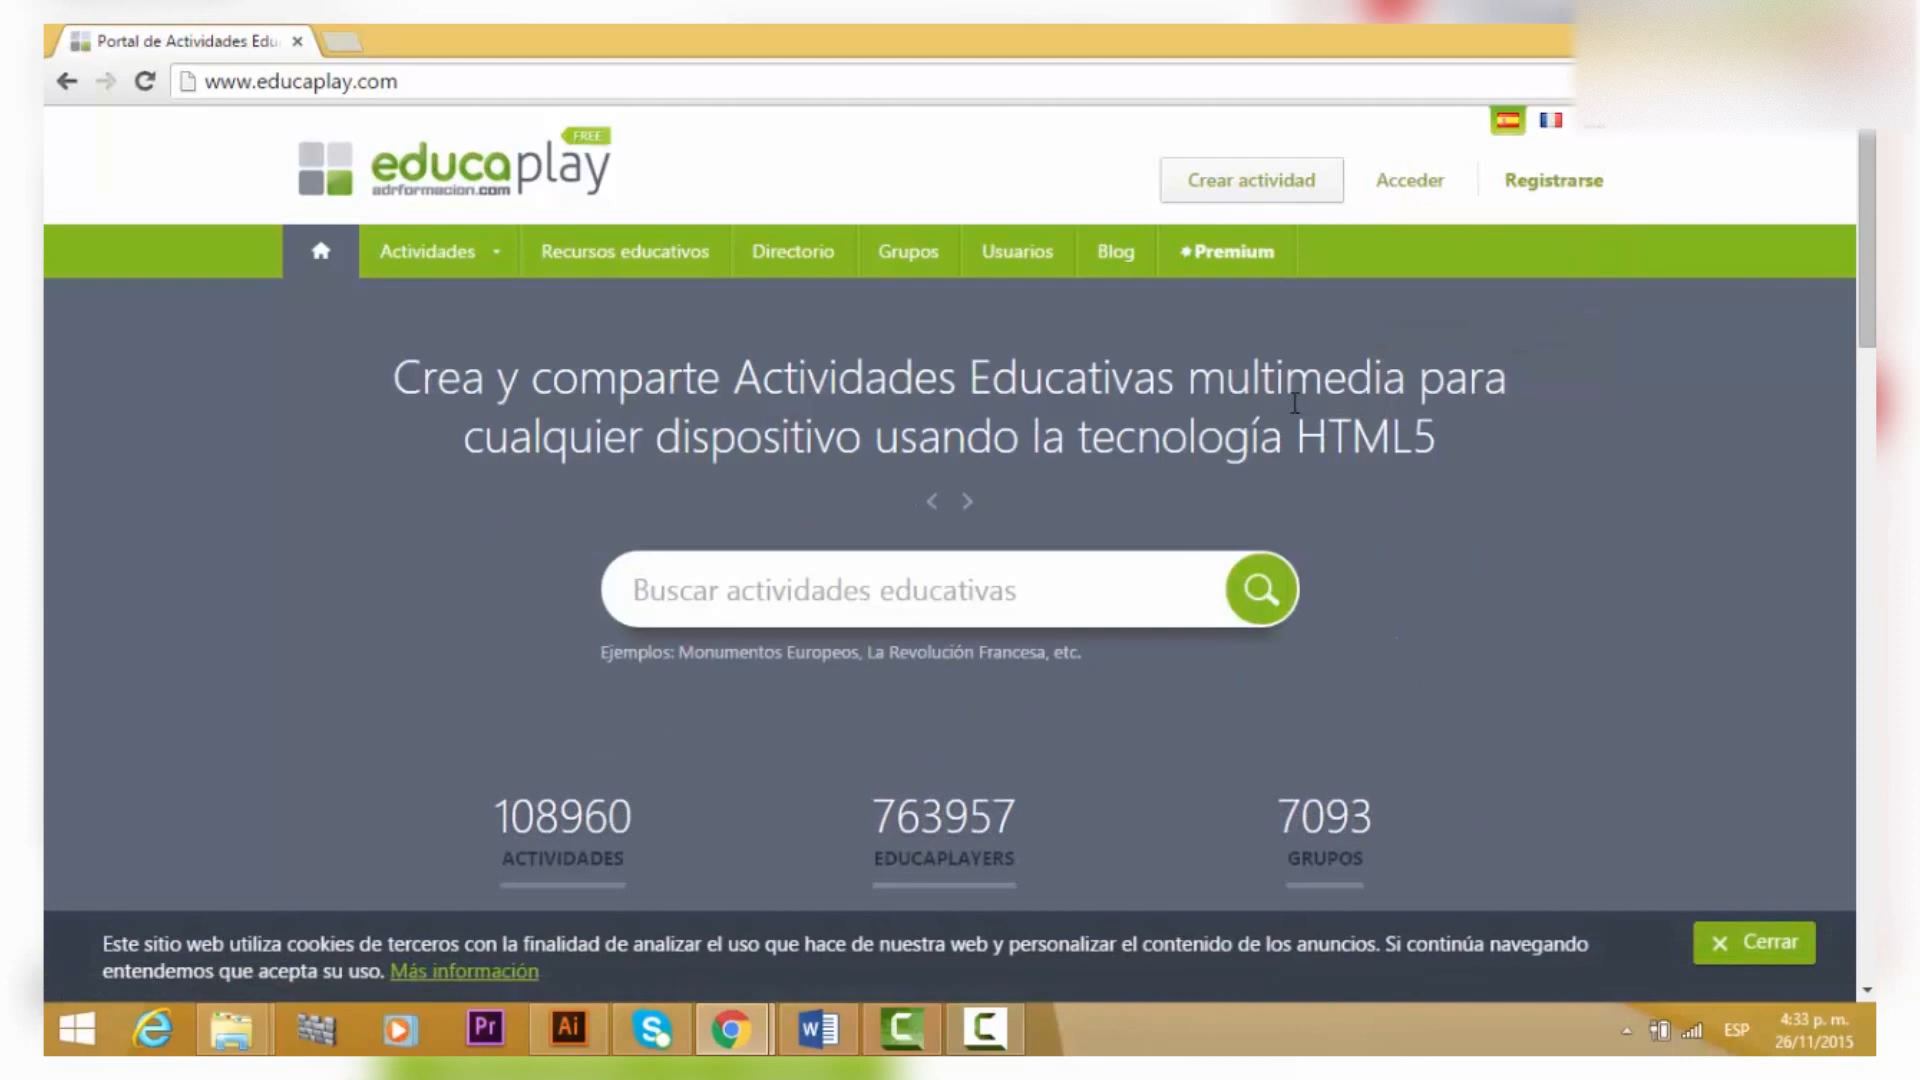 Portal de Actividades Edu
www.educaplay.com
FREE
educaplay
adrformacion.com
Crear actividad
Acceder
Registrarse
Actividades
Recursos educativos
Directorio
Grupos
Usuarios
Blog
Premium
Crea y comparte Actividades Educativas multimedia para
cualquier dispositivo usando la tecnología HTML5
Buscar actividades educativas
Ejemplos: Monumentos Europeos, La Revolución Francesa, etc.
108960
ACTIVIDADES
763957
EDUCAPLAYERS
7093
GRUPOS
Este sitio web utiliza cookies de terceros con la finalidad de analizar el uso que hace de nuestra web y personalizar el contenido de los anuncios. Si continúa navegando
entendemos que acepta su uso. Más información
Cerrar
Pr
Ai
ESP
4:33 p. m.
26/11/2015